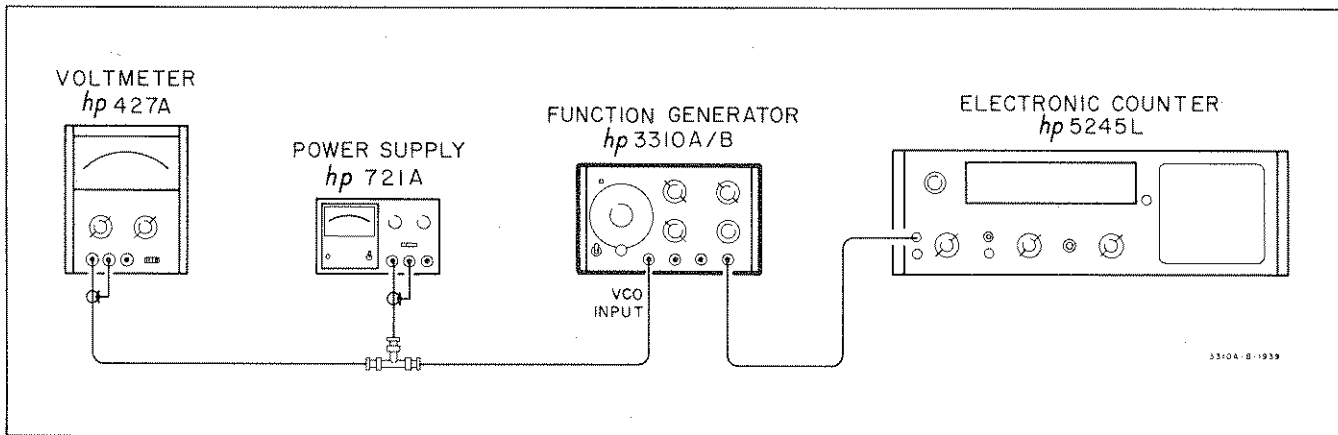 VOLTMETER
hp 427A
POWER SUPPLY
hp 721A
FUNCTION GENERATOR
hp 3310A/B
ELECTRONIC COUNTER
hp 5245L
VCO
INPUT
3310A-B-1939